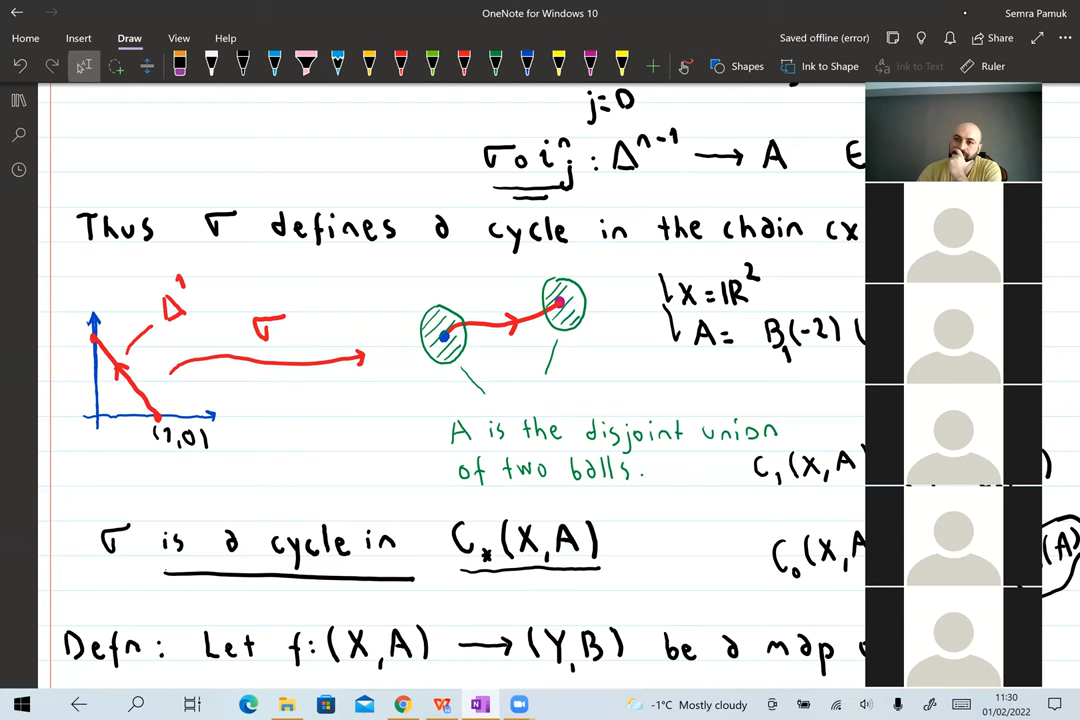 OneNote for Windows 10
Semra Pamuk
Home Insert Draw View Help
Saved offline (error)
Share
Shapes
Ink to Shape
Ink to Text
Ruler
j=0
σ∘i_j^n : Δ^{n-1} → A E
Thus σ defines a cycle in the chain cx
Δ^1
σ
(1,0)
X = ℝ^2
A = B_1(-2) (
A is the disjoint union
of two balls.
C_1(X,A
)
σ is a cycle in C_*(X,A)
C_0(X,A
(A)
Defn: Let f:(X,A) → (Y,B) be a map
-1°C Mostly cloudy
11:30
01/02/2022